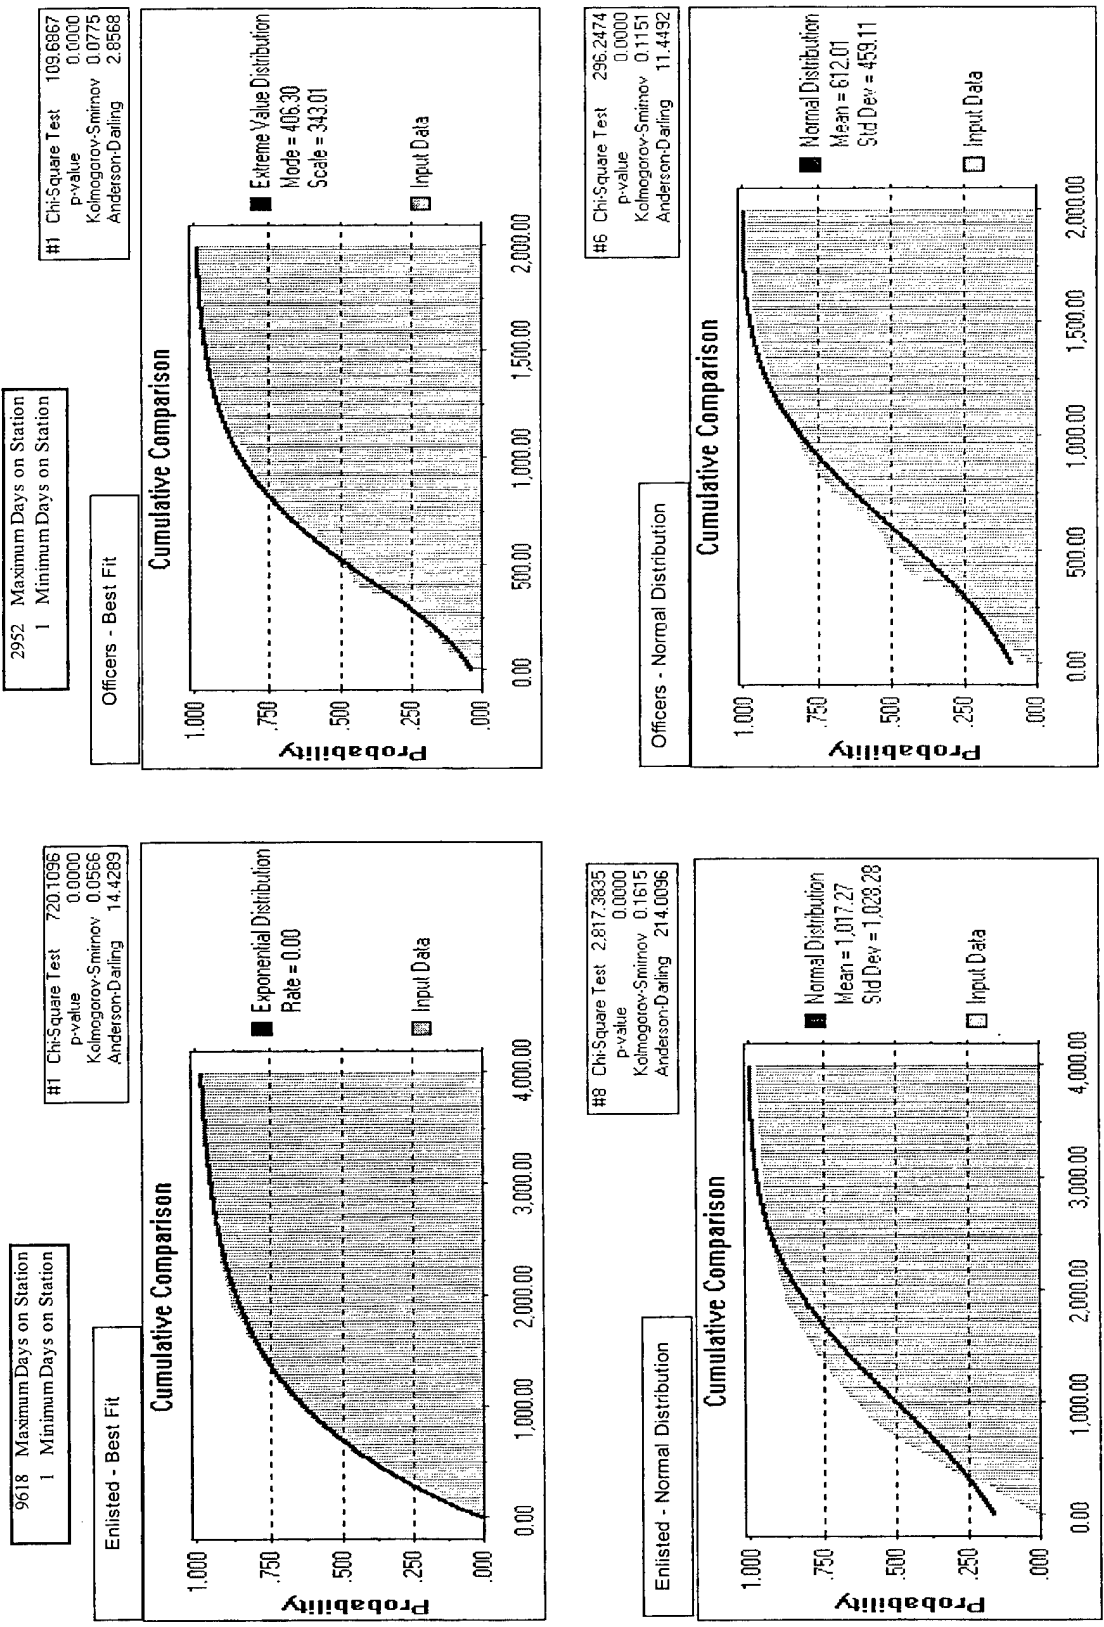 9618 Maximum Days on Station
1 Minimum Days on Station
Enlisted - Best Fit
#1 Chi-Square Test 720.1096
p-value 0.0000
Kolmogorov-Smirnov 0.0566
Anderson-Darling 14.4289
Cumulative Comparison
1.000
.750
.500
.250
.000
Probability
0.00 1,000.00 2,000.00 3,000.00 4,000.00
Exponential Distribution
Rate = 0.00
Input Data
2952 Maximum Days on Station
1 Minimum Days on Station
Officers - Best Fit
#1 Chi-Square Test 109.6867
p-value 0.0000
Kolmogorov-Smirnov 0.0775
Anderson-Darling 2.8568
Cumulative Comparison
1.000
.750
.500
.250
.000
Probability
0.00 500.00 1,000.00 1,500.00 2,000.00
Extreme Value Distribution
Mode = 406.30
Scale = 343.01
Input Data
Enlisted - Normal Distribution
#8 Chi-Square Test 2,817.3835
p-value 0.0000
Kolmogorov-Smirnov 0.1615
Anderson-Darling 214.0096
Cumulative Comparison
1.000
.750
.500
.250
.000
Probability
0.00 1,000.00 2,000.00 3,000.00 4,000.00
Normal Distribution
Mean = 1,017.27
Std Dev = 1,028.28
Input Data
Officers - Normal Distribution
#6 Chi-Square Test 296.2474
p-value 0.0000
Kolmogorov-Smirnov 0.1151
Anderson-Darling 11.4492
Cumulative Comparison
1.000
.750
.500
.250
.000
Probability
0.00 500.00 1,000.00 1,500.00 2,000.00
Normal Distribution
Mean = 612.01
Std Dev = 459.11
Input Data